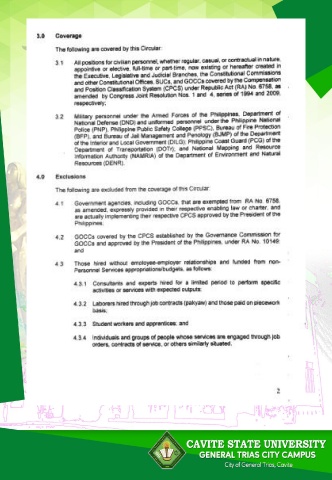 3.0 Coverage
The following are covered by this Circular:
3.1 All positions for civilian personnel, whether regular, casual, or contractual in nature,
appointive or elective, full-time or part-time, now existing or hereafter created in
the Executive, Legislative and Judicial Branches, the Constitutional Commissions
and other Constitutional Offices, SUCs, and GOCCs covered by the Compensation
and Position Classification System (CPCS) under Republic Act (RA) No. 6758, as
amended by Congress Joint Resolution Nos. 1 and 4, series of 1994 and 2009,
respectively;
3.2 Military personnel under the Armed Forces of the Philippines, Department of
National Defense (DND) and uniformed personnel under the Philippine National
Police (PNP), Philippine Public Safety College (PPSC), Bureau of Fire Protection
(BFP), and Bureau of Jail Management and Penology (BJMP) of the Department
of the Interior and Local Government (DILG); Philippine Coast Guard (PCG) of the
Department of Transportation (DOTr); and National Mapping and Resource
Information Authority (NAMRIA) of the Department of Environment and Natural
Resources (DENR).
4.0 Exclusions
The following are excluded from the coverage of this Circular:
4.1 Government agencies, including GOCCs, that are exempted from RA No. 6758,
as amended, expressly provided in their respective enabling law or charter, and
are actually implementing their respective CPCS approved by the President of the
Philippines;
4.2 GOCCs covered by the CPCS established by the Governance Commission for
GOCCs and approved by the President of the Philippines, under RA No. 10149;
and
4.3 Those hired without employee-employer relationships and funded from non-
Personnel Services appropriations/budgets, as follows:
4.3.1 Consultants and experts hired for a limited period to perform specific
activities or services with expected outputs;
4.3.2 Laborers hired through job contracts (pakyaw) and those paid on piecework
basis;
4.3.3 Student workers and apprentices; and
4.3.4 Individuals and groups of people whose services are engaged through job
orders, contracts of service, or others similarly situated.
2
CAVITE STATE UNIVERSITY
GENERAL TRIAS CITY CAMPUS
City of General Trias, Cavite